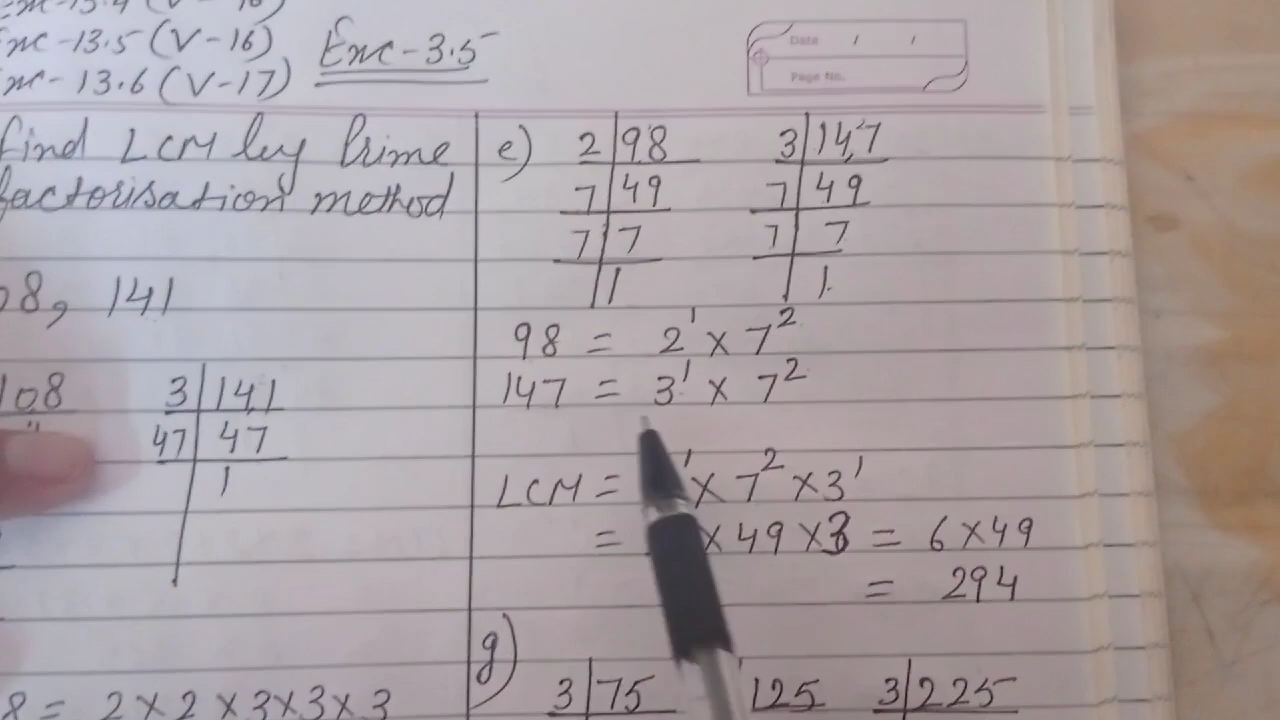 13.5 (V-16)
13.6 (V-17)
Exc-3.5
Date / /
Page No.
find LCM by Prime
factorisation method
08, 141
108
3|141
47|47
1
8 = 2×2×3×3×3
e) 2|98 3|147
7|49 7|49
7|7 7|7
1 1
98 = 2¹ × 7²
147 = 3¹ × 7²
LCM = ¹ × 7² × 3¹
= × 49 × 3 = 6 × 49
= 294
g)
3|75 125 3|225